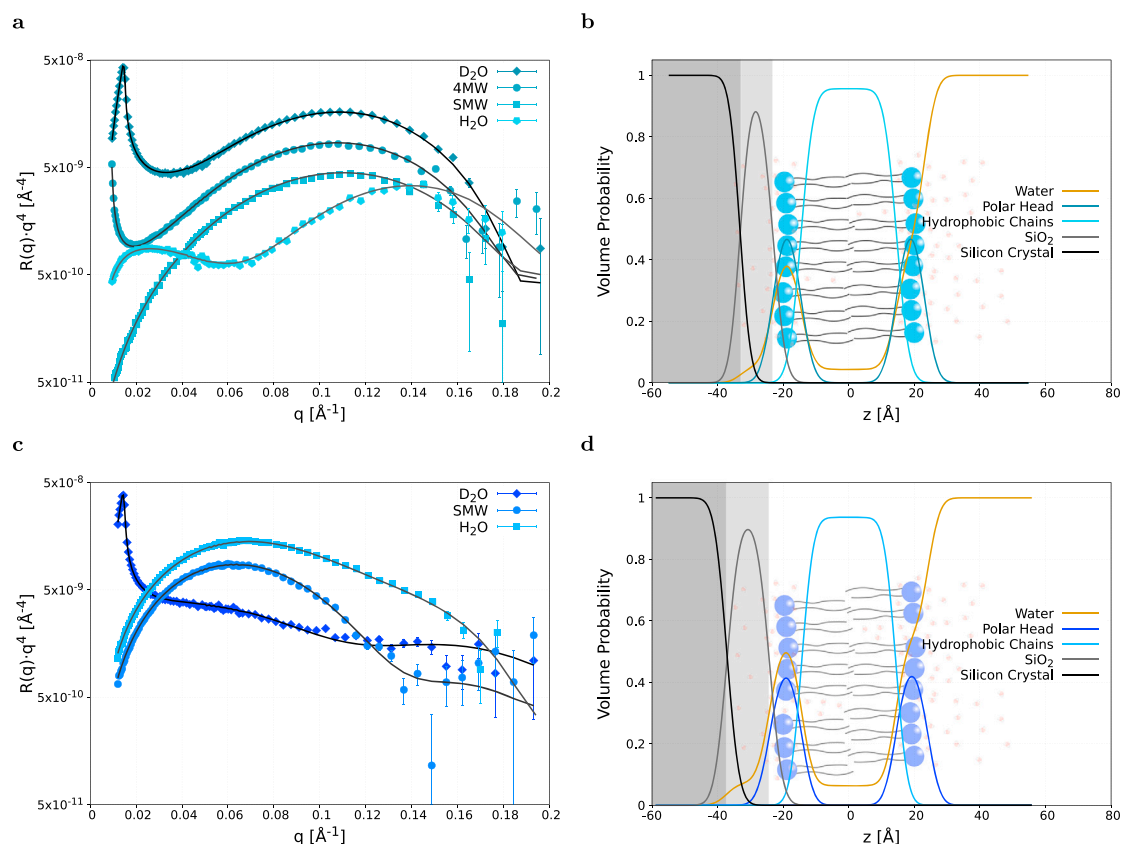 a
5x10⁻⁸
5x10⁻⁹
5x10⁻¹⁰
5x10⁻¹¹
R(q)·q⁴ [Å⁻⁴]
D₂O
4MW
SMW
H₂O
0 0.02 0.04 0.06 0.08 0.1 0.12 0.14 0.16 0.18 0.2
q [Å⁻¹]
b
1
0.8
0.6
0.4
0.2
0
Volume Probability
Water
Polar Head
Hydrophobic Chains
SiO₂
Silicon Crystal
-80 -60 -40 -20 0 20 40 60 80
z [Å]
c
5x10⁻⁸
5x10⁻⁹
5x10⁻¹⁰
5x10⁻¹¹
R(q)·q⁴ [Å⁻⁴]
D₂O
SMW
H₂O
0 0.02 0.04 0.06 0.08 0.1 0.12 0.14 0.16 0.18 0.2
q [Å⁻¹]
d
1
0.8
0.6
0.4
0.2
0
Volume Probability
Water
Polar Head
Hydrophobic Chains
SiO₂
Silicon Crystal
-60 -40 -20 0 20 40 60 80
z [Å]